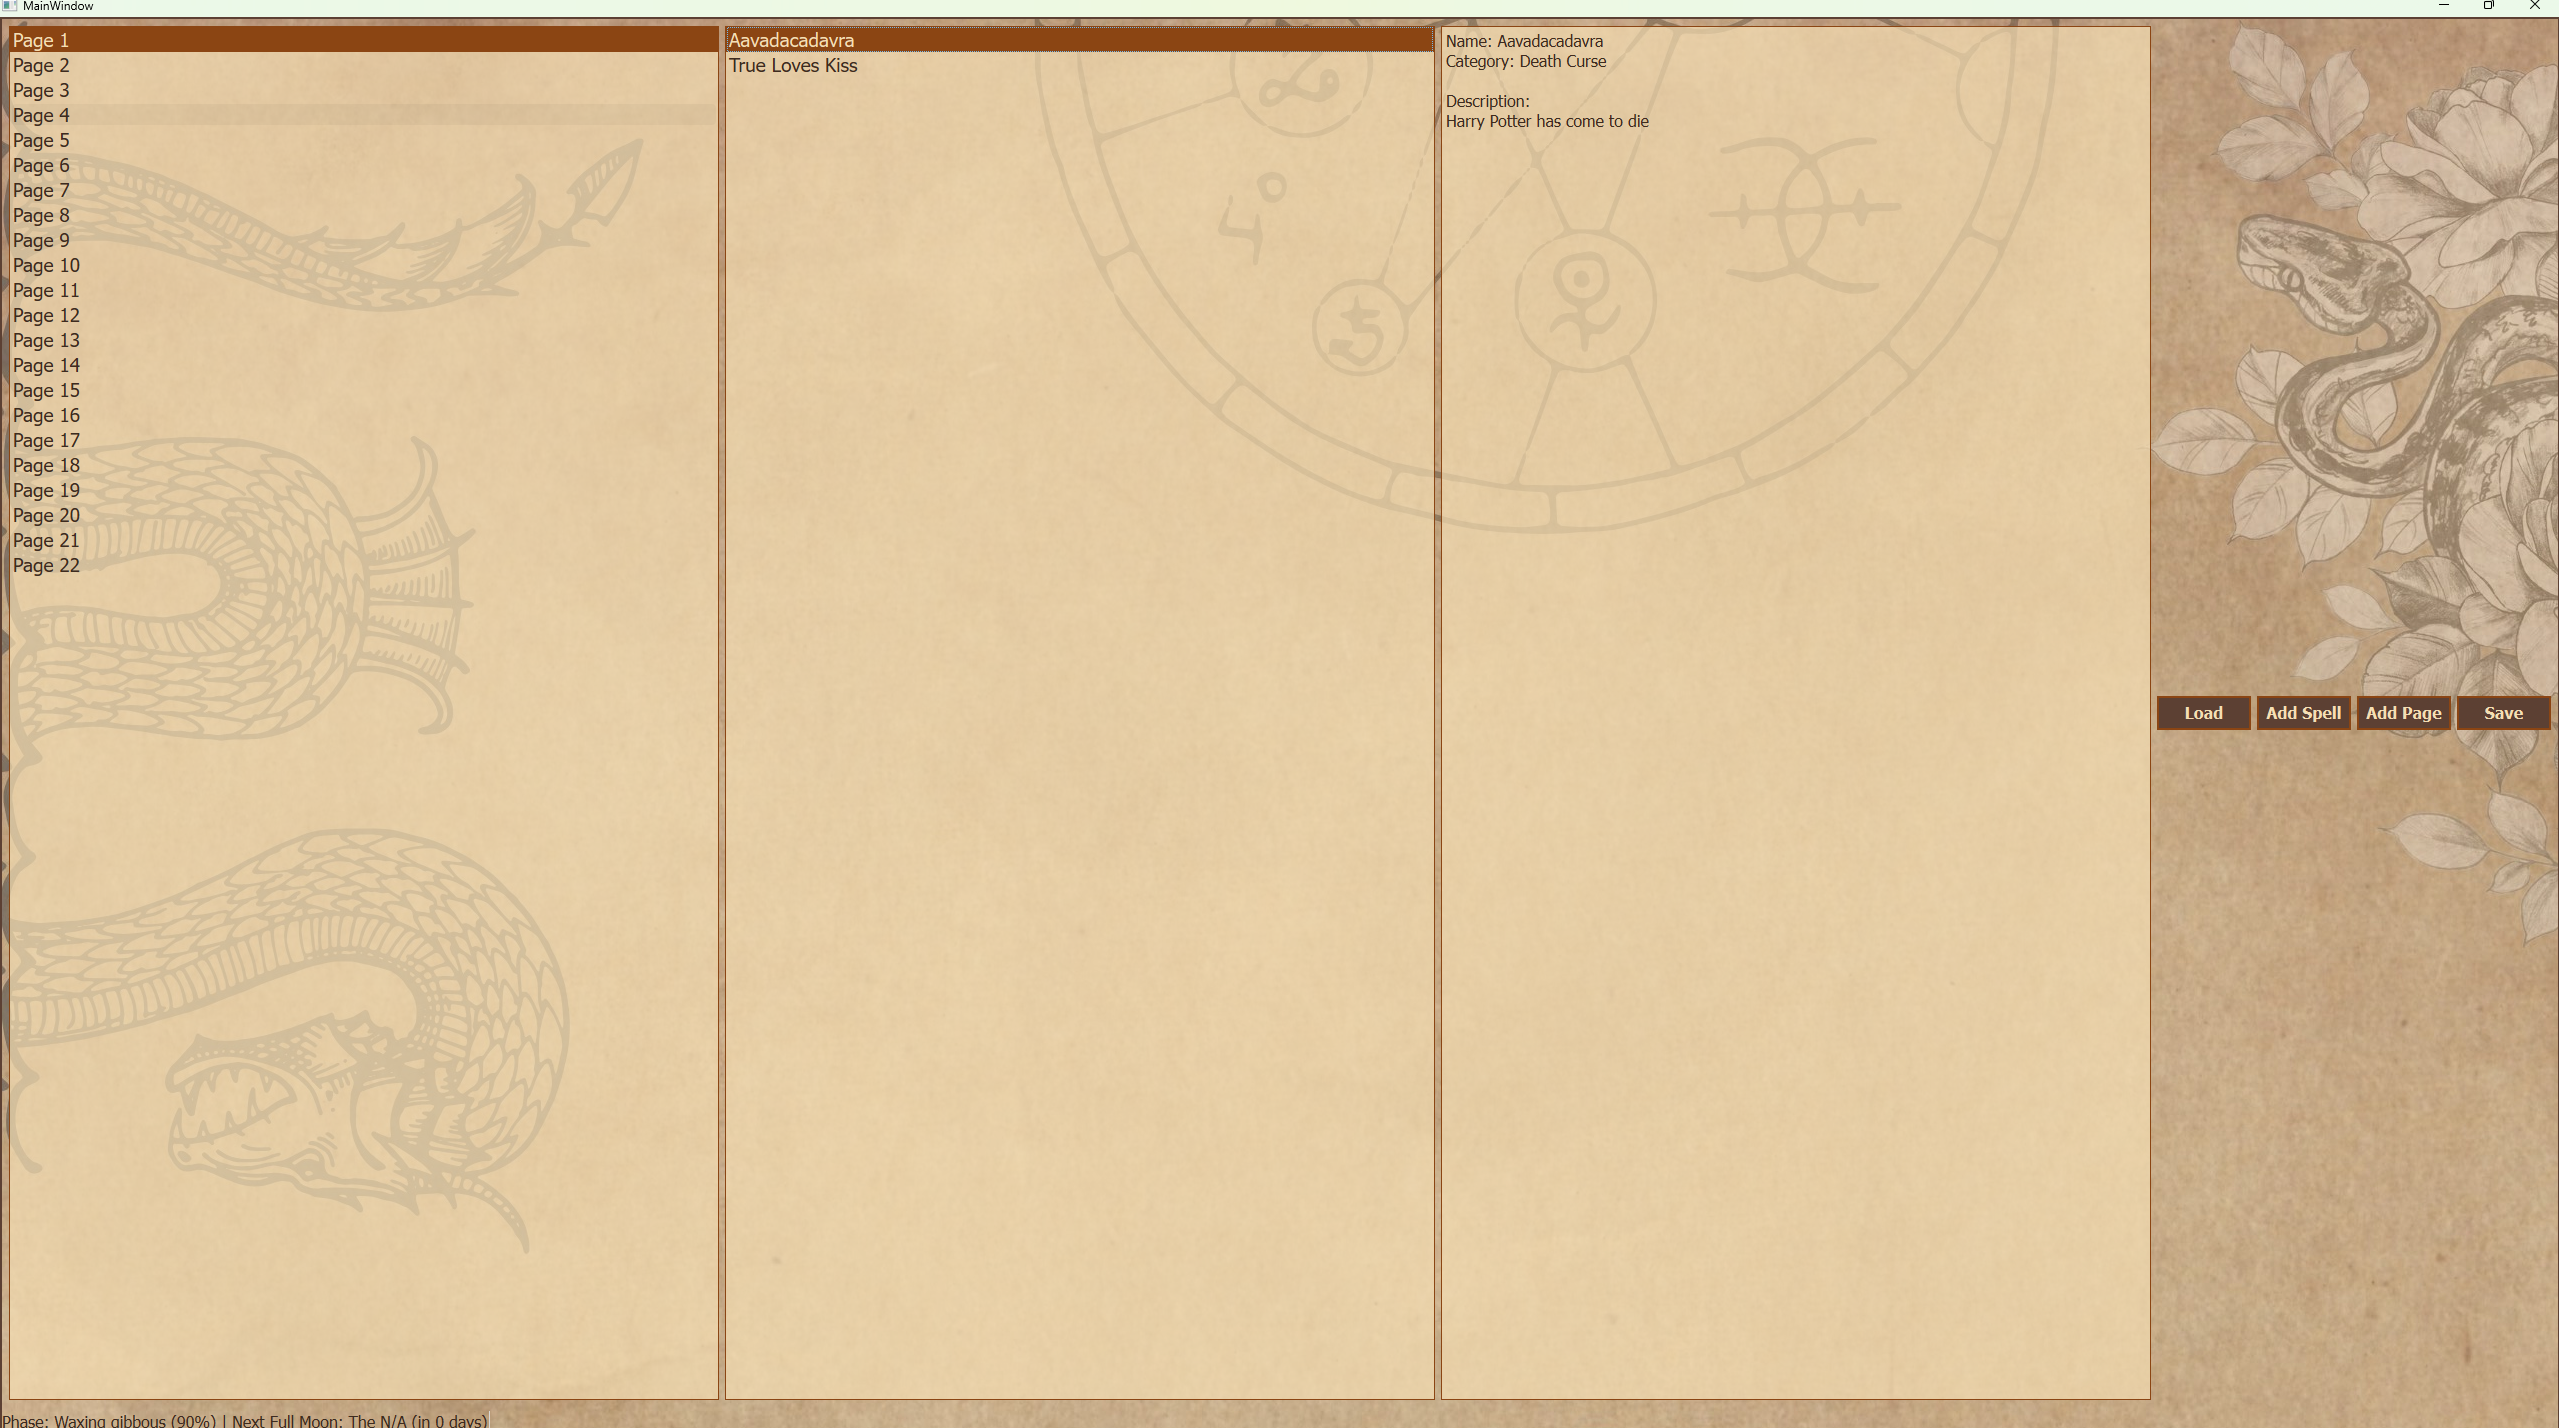 MainWindow
Page 1
Page 2
Page 3
Page 4
Page 5
Page 6
Page 7
Page 8
Page 9
Page 10
Page 11
Page 12
Page 13
Page 14
Page 15
Page 16
Page 17
Page 18
Page 19
Page 20
Page 21
Page 22
Aavadacadavra
True Loves Kiss
Name: Aavadacadavra
Category: Death Curse
Description:
Harry Potter has come to die
Load
Add Spell
Add Page
Save
Phase: Waxing gibbous (90%) | Next Full Moon: The N/A (in 0 days)